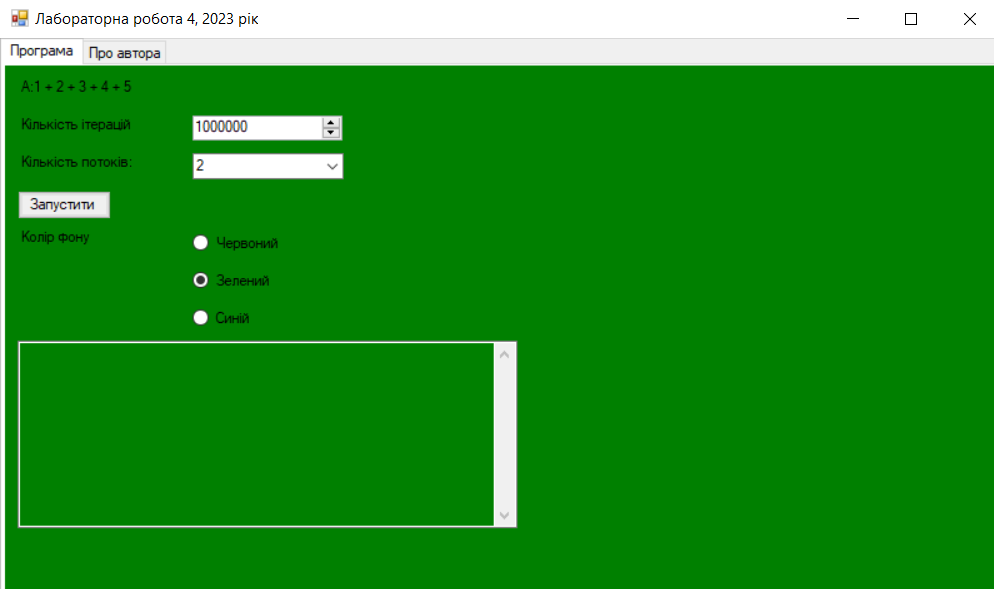 Лабораторна робота 4, 2023 рік
Програма Про автора
А:1 + 2 + 3 + 4 + 5
Кількість ітерацій 1000000
Кількість потоків: 2
Запустити
Колір фону Червоний
Зелений
Синій